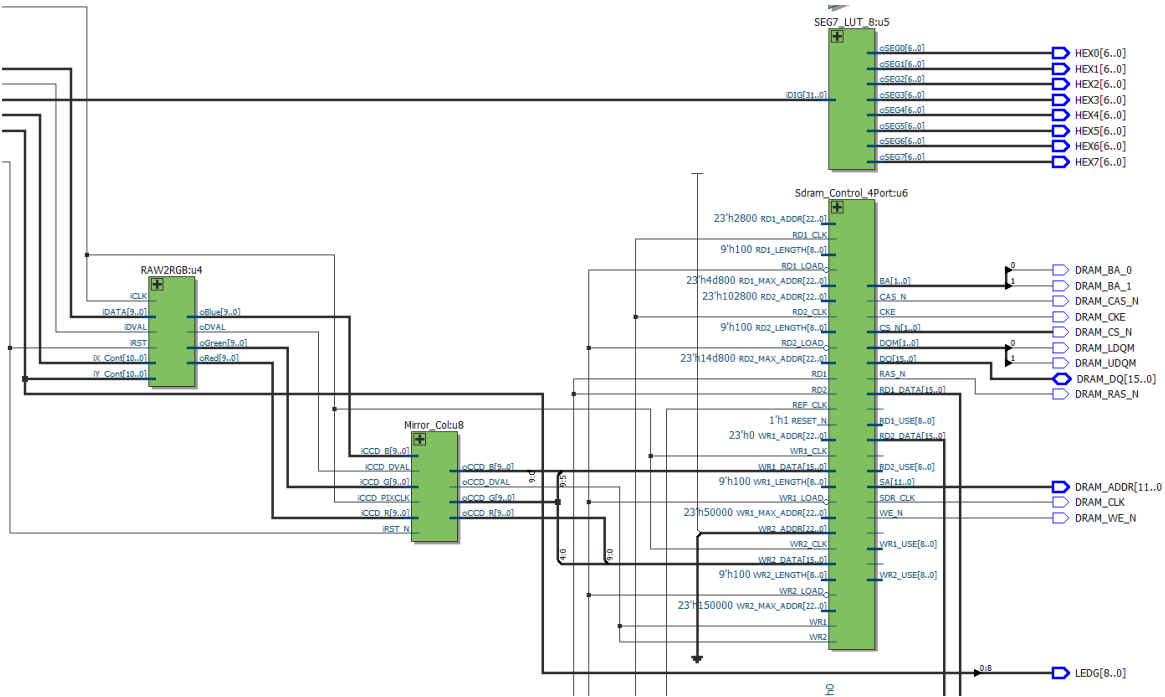 SEG7_LUT_8:u5
iDIG[31..0]
oSEG0[6..0]
oSEG1[6..0]
oSEG2[6..0]
oSEG3[6..0]
oSEG4[6..0]
oSEG5[6..0]
oSEG6[6..0]
oSEG7[6..0]
HEX0[6..0]
HEX1[6..0]
HEX2[6..0]
HEX3[6..0]
HEX4[6..0]
HEX5[6..0]
HEX6[6..0]
HEX7[6..0]
RAW2RGB:u4
iCLK
iDATA[9..0]
iDVAL
iRST
iX_Cont[10..0]
iY_Cont[10..0]
oBlue[9..0]
oDVAL
oGreen[9..0]
oRed[9..0]
Mirror_Col:u8
iCCD_B[9..0]
iCCD_DVAL
iCCD_G[9..0]
iCCD_PIXCLK
iCCD_R[9..0]
iRST_N
oCCD_B[9..0]
oCCD_DVAL
oCCD_G[9..0]
oCCD_R[9..0]
9:0
9:5
4:0
9:0
Sdram_Control_4Port:u6
23'h2800 RD1_ADDR[22..0]
RD1_CLK
9'h100 RD1_LENGTH[8..0]
RD1_LOAD
23'h4d800 RD1_MAX_ADDR[22..0]
23'h102800 RD2_ADDR[22..0]
RD2_CLK
9'h100 RD2_LENGTH[8..0]
RD2_LOAD
23'h14d800 RD2_MAX_ADDR[22..0]
RD1
RD2
REF_CLK
1'h1 RESET_N
23'h0 WR1_ADDR[22..0]
WR1_CLK
WR1_DATA[15..0]
9'h100 WR1_LENGTH[8..0]
WR1_LOAD
23'h50000 WR1_MAX_ADDR[22..0]
WR2_ADDR[22..0]
WR2_CLK
WR2_DATA[15..0]
9'h100 WR2_LENGTH[8..0]
WR2_LOAD
23'h150000 WR2_MAX_ADDR[22..0]
WR1
WR2
BA[1..0]
CAS_N
CKE
CS_N[1..0]
DQM[1..0]
DQ[15..0]
RAS_N
RD1_DATA[15..0]
RD1_USE[8..0]
RD2_DATA[15..0]
RD2_USE[8..0]
SA[11..0]
SDR_CLK
WE_N
WR1_USE[8..0]
WR2_USE[8..0]
0
1
0
1
DRAM_BA_0
DRAM_BA_1
DRAM_CAS_N
DRAM_CKE
DRAM_CS_N
DRAM_LDQM
DRAM_UDQM
DRAM_DQ[15..0]
DRAM_RAS_N
DRAM_ADDR[11..0]
DRAM_CLK
DRAM_WE_N
0:8
LEDG[8..0]